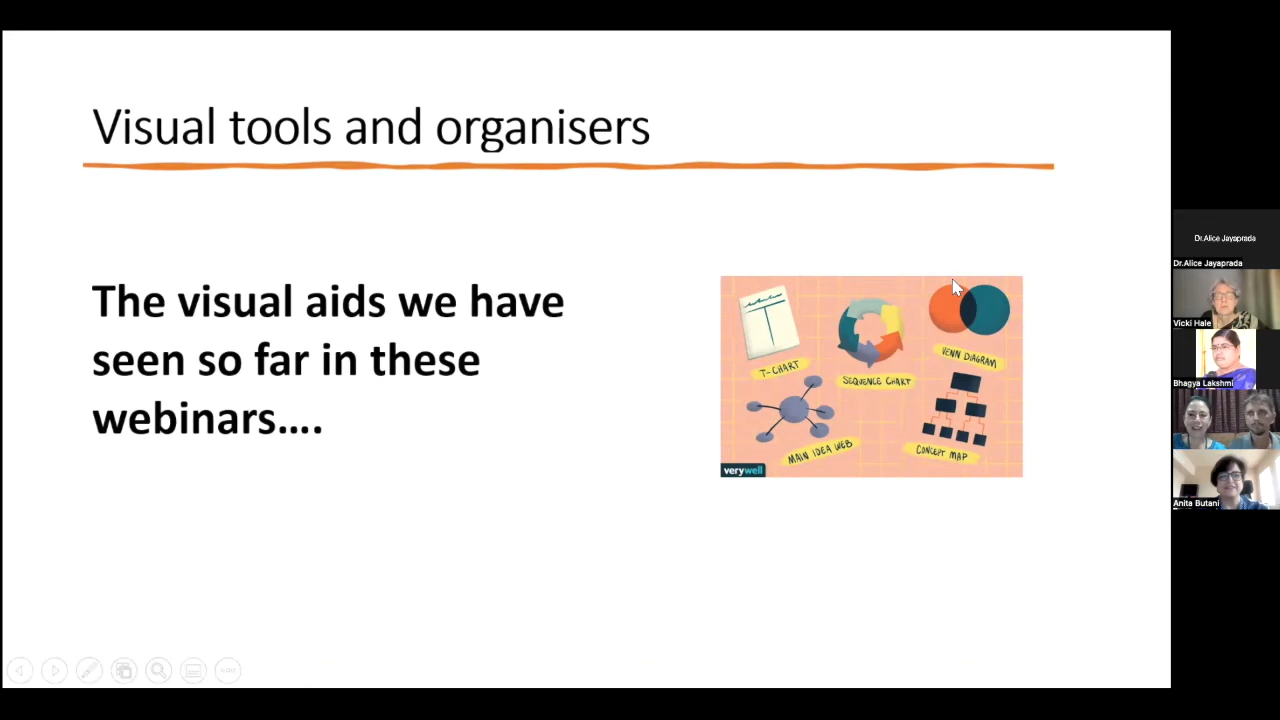 Visual tools and organisers
The visual aids we have
seen so far in these
webinars....
T-CHART
SEQUENCE CHART
VENN DIAGRAM
MAIN IDEA WEB
CONCEPT MAP
verywell
Dr.Alice Jayaprada
Dr.Alice Jayaprada
Vicki Hale
Bhagya Lakshmi
Anita Butani